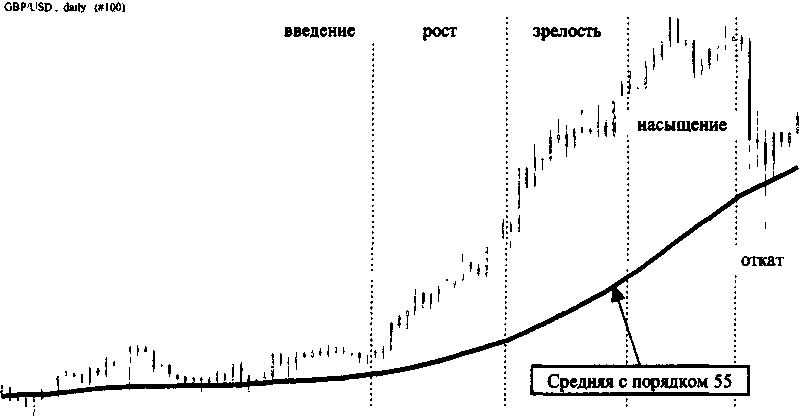 GBP/USD, daily (#100)
введение
рост
зрелость
насыщение
откат
Средняя с порядком 55